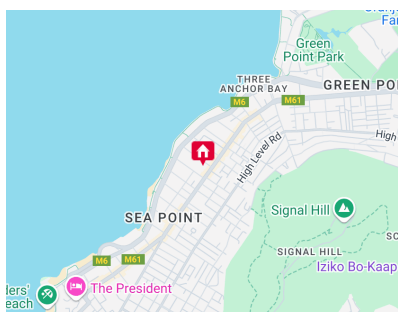 Green
Point Park
THREE
ANCHOR BAY
GREEN
M6
M61
High
High Level Rd
Signal Hill
SEA POINT
SIGNAL HILL
Iziko Bo-Kaap
M6
M61
The President